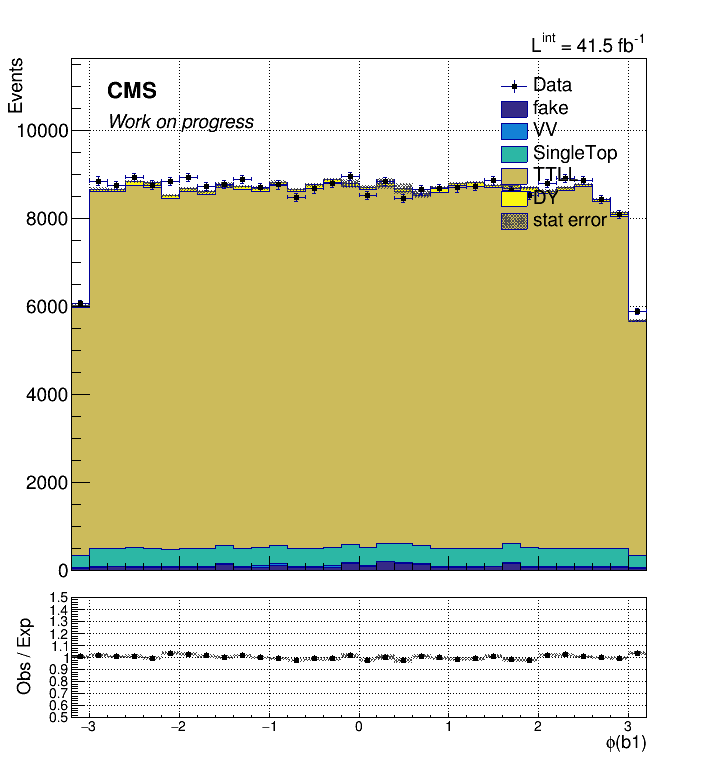 L^int = 41.5 fb^-1
Events
CMS
Work on progress
Data
fake
VV
SingleTop
DY
stat error
10000
8000
6000
4000
2000
0
Obs / Exp
1.5
1.4
1.3
1.2
1.1
1
0.9
0.8
0.7
0.6
0.5
−3 −2 −1 0 1 2 3
ϕ(b1)